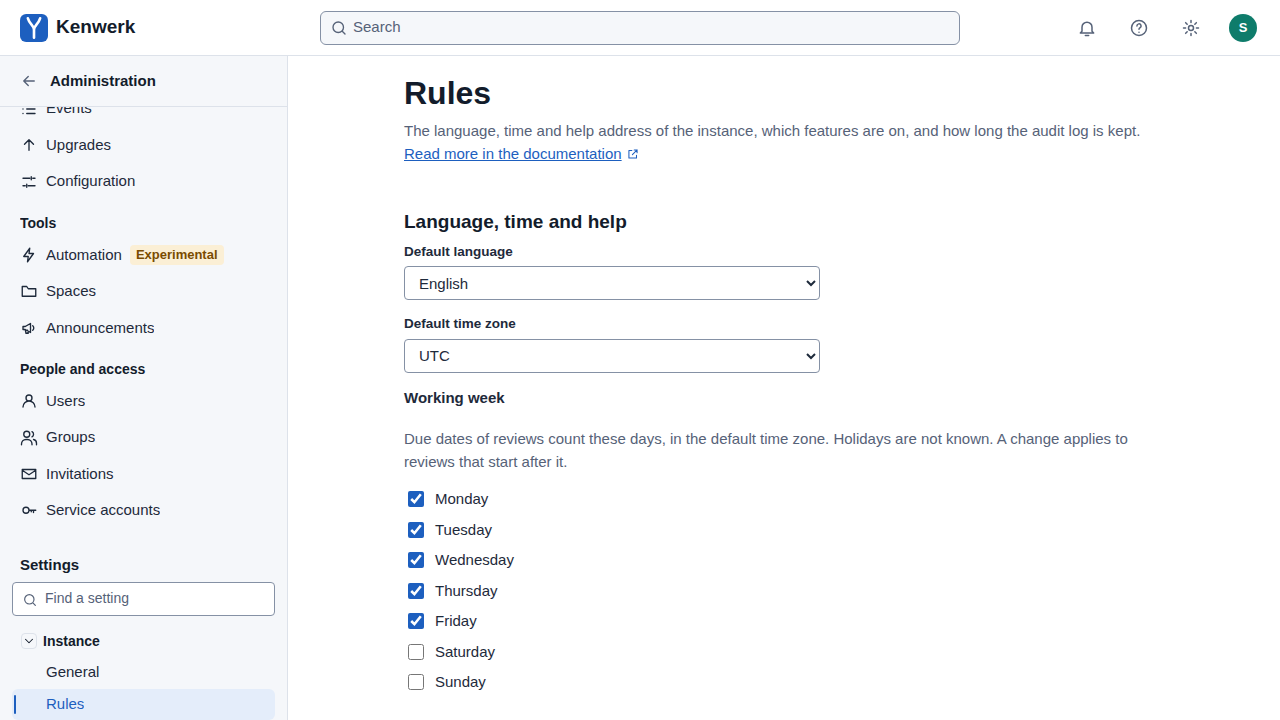 Kenwerk
Search
S
Administration
Events
Upgrades
Configuration
Tools
Automation Experimental
Spaces
Announcements
People and access
Users
Groups
Invitations
Service accounts
Settings
Find a setting
Instance
General
Rules
Rules
The language, time and help address of the instance, which features are on, and how long the audit log is kept.
Read more in the documentation
Language, time and help
Default language
English
Default time zone
UTC
Working week
Due dates of reviews count these days, in the default time zone. Holidays are not known. A change applies to
reviews that start after it.
Monday
Tuesday
Wednesday
Thursday
Friday
Saturday
Sunday